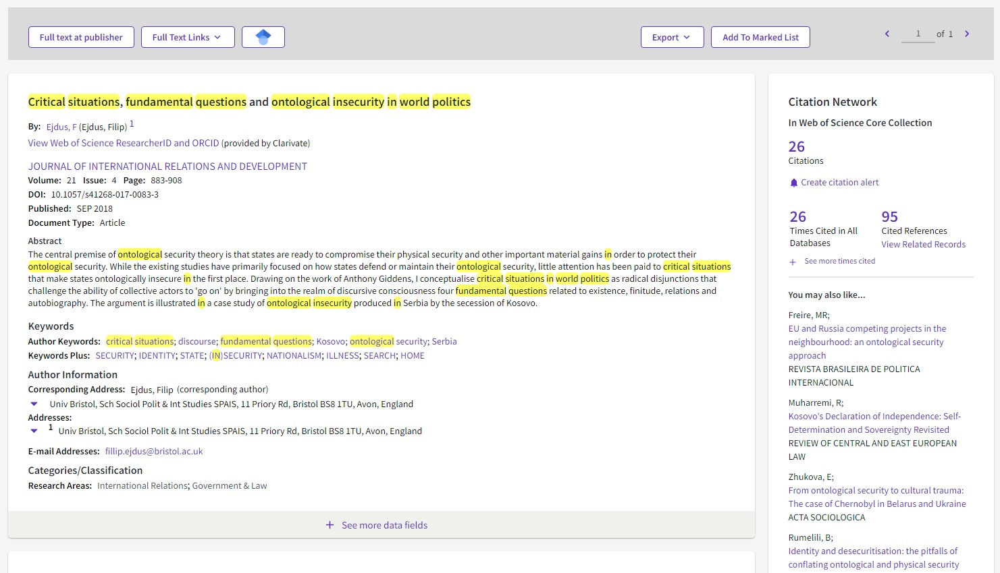 Full text at publisher
Full Text Links
Export
Add To Marked List
1 of 1
Critical situations, fundamental questions and ontological insecurity in world politics
By: Ejdus, F (Ejdus, Filip) 1
View Web of Science ResearcherID and ORCID (provided by Clarivate)
JOURNAL OF INTERNATIONAL RELATIONS AND DEVELOPMENT
Volume: 21 Issue: 4 Page: 883-908
DOI: 10.1057/s41268-017-0083-3
Published: SEP 2018
Document Type: Article
Abstract
The central premise of ontological security theory is that states are ready to compromise their physical security and other important material gains in order to protect their
ontological security. While the existing studies have primarily focused on how states defend or maintain their ontological security, little attention has been paid to critical situations
that make states ontologically insecure in the first place. Drawing on the work of Anthony Giddens, I conceptualise critical situations in world politics as radical disjunctions that
challenge the ability of collective actors to 'go on' by bringing into the realm of discursive consciousness four fundamental questions related to existence, finitude, relations and
autobiography. The argument is illustrated in a case study of ontological insecurity produced in Serbia by the secession of Kosovo.
Keywords
Author Keywords: critical situations; discourse; fundamental questions; Kosovo; ontological security; Serbia
Keywords Plus: SECURITY; IDENTITY; STATE; (IN)SECURITY; NATIONALISM; ILLNESS; SEARCH; HOME
Author Information
Corresponding Address: Ejdus, Filip (corresponding author)
Univ Bristol, Sch Sociol Polit & Int Studies SPAIS, 11 Priory Rd, Bristol BS8 1TU, Avon, England
Addresses:
1 Univ Bristol, Sch Sociol Polit & Int Studies SPAIS, 11 Priory Rd, Bristol BS8 1TU, Avon, England
E-mail Addresses: fillip.ejdus@bristol.ac.uk
Categories/Classification
Research Areas: International Relations; Government & Law
+ See more data fields
Citation Network
In Web of Science Core Collection
26
Citations
Create citation alert
26
Times Cited in All
Databases
95
Cited References
View Related Records
+ See more times cited
You may also like...
Freire, MR;
EU and Russia competing projects in the
neighbourhood: an ontological security
approach
REVISTA BRASILEIRA DE POLITICA
INTERNACIONAL
Muharremi, R;
Kosovo's Declaration of Independence: Self-
Determination and Sovereignty Revisited
REVIEW OF CENTRAL AND EAST EUROPEAN
LAW
Zhukova, E;
From ontological security to cultural trauma:
The case of Chernobyl in Belarus and Ukraine
ACTA SOCIOLOGICA
Rumelili, B;
Identity and desecuritisation: the pitfalls of
conflating ontological and physical security